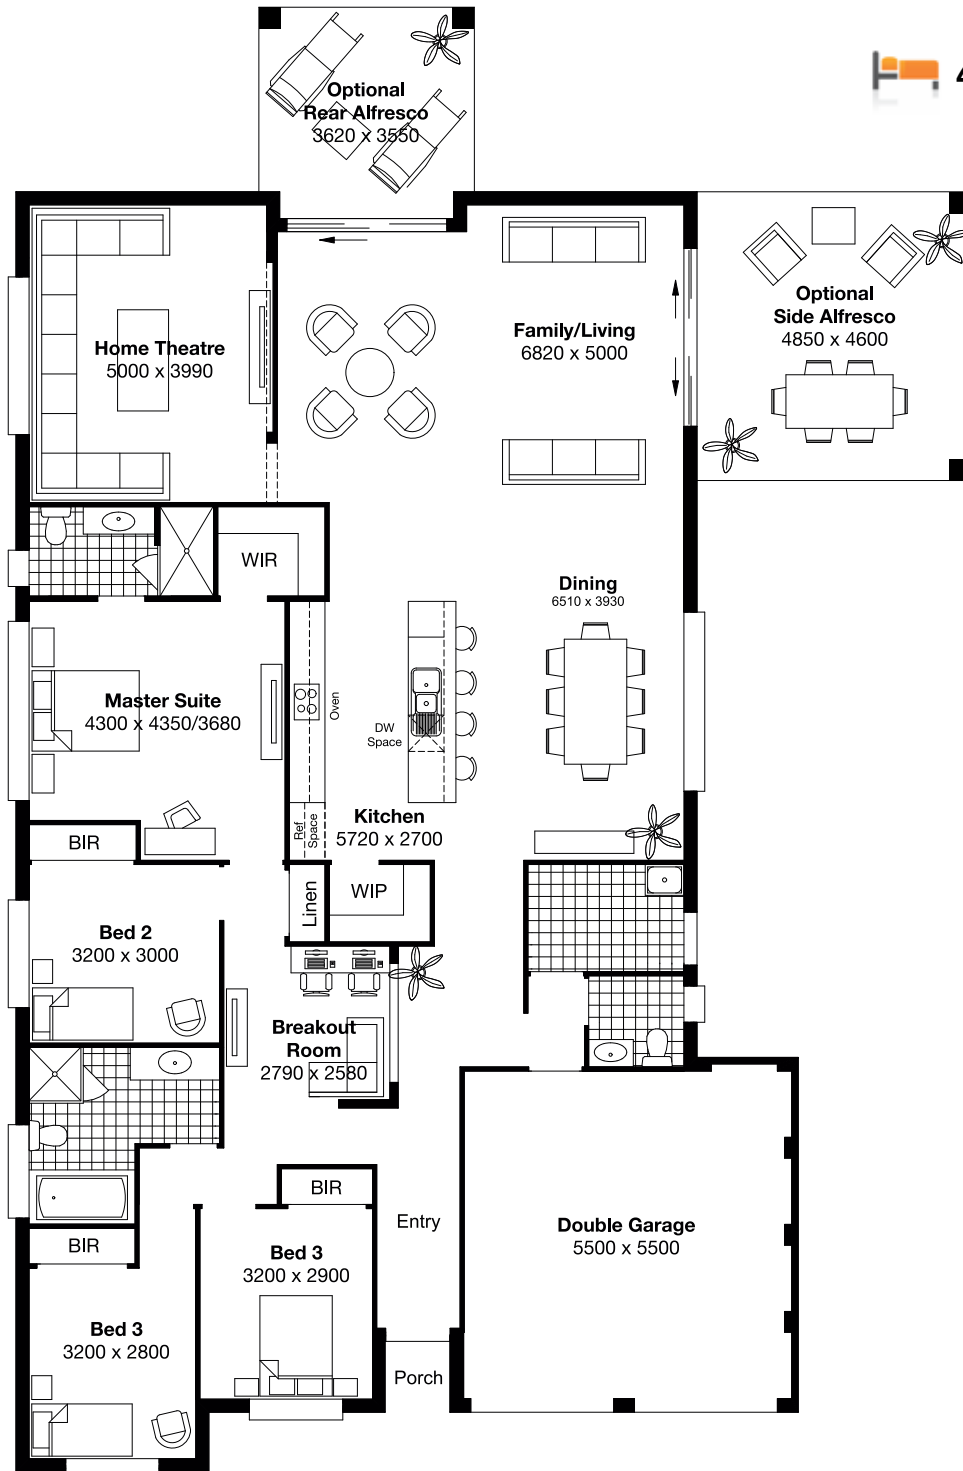 4
Optional
Rear Alfresco
3620 x 3550
Optional
Side Alfresco
4850 x 4600
Home Theatre
5000 x 3990
Family/Living
6820 x 5000
WIR
Dining
6510 x 3930
Master Suite
4300 x 4350/3680
Oven
DW
Space
Ref
Space
Kitchen
5720 x 2700
BIR
Linen
WIP
Bed 2
3200 x 3000
Breakout
Room
2790 x 2580
BIR
Entry
Double Garage
5500 x 5500
BIR
Bed 3
3200 x 2900
Bed 3
3200 x 2800
Porch